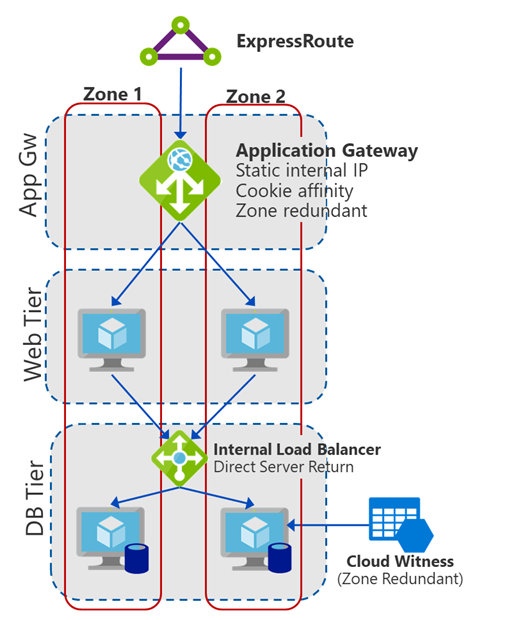 ExpressRoute
Zone 1
Zone 2
App Gw
Application Gateway
Static internal IP
Cookie affinity
Zone redundant
Web Tier
DB Tier
Internal Load Balancer
Direct Server Return
Cloud Witness
(Zone Redundant)